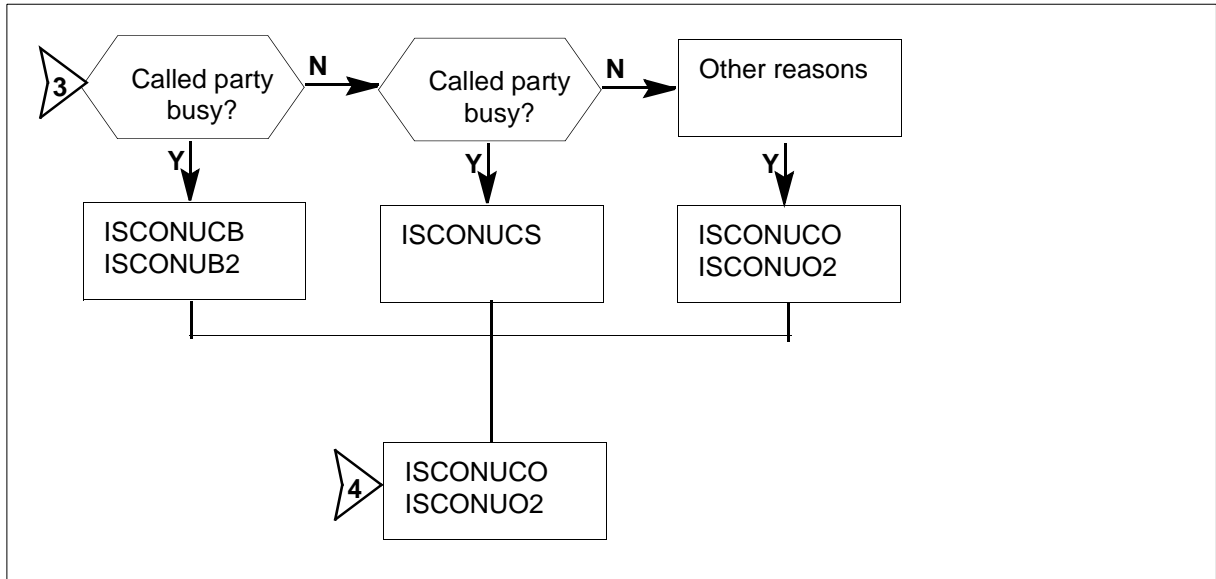 3
Called party
busy?
N
Called party
busy?
N
Other reasons
Y
Y
Y
ISCONUCB
ISCONUB2
ISCONUCS
ISCONUCO
ISCONUO2
4
ISCONUCO
ISCONUO2